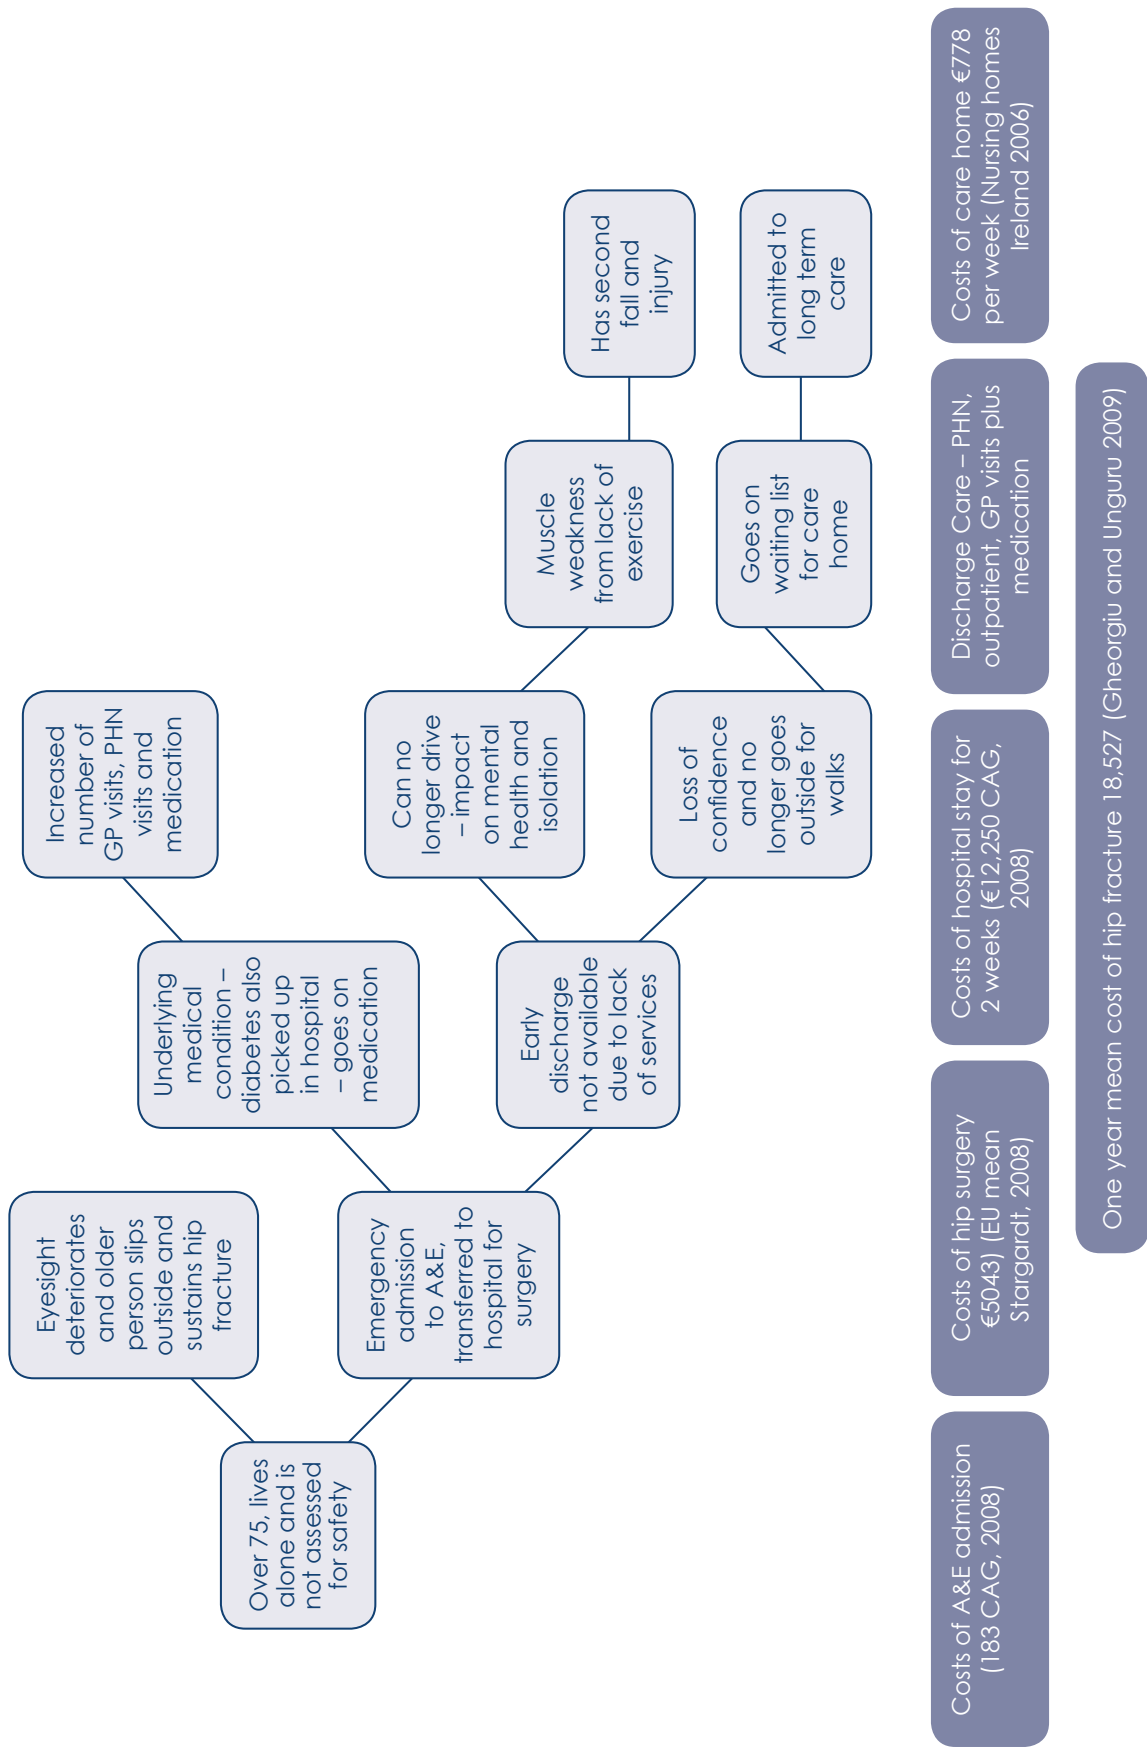 Over 75, lives
alone and is
not assessed
for safety
Eyesight
deteriorates
and older
person slips
outside and
sustains hip
fracture
Emergency
admission
to A&E,
transferred to
hospital for
surgery
Underlying
medical
condition –
diabetes also
picked up
in hospital
– goes on
medication
Early
discharge
not available
due to lack
of services
Increased
number of
GP visits, PHN
visits and
medication
Can no
longer drive
– impact
on mental
health and
isolation
Loss of
confidence
and no
longer goes
outside for
walks
Muscle
weakness
from lack of
exercise
Goes on
waiting list
for care
home
Has second
fall and
injury
Admitted to
long term
care
Costs of A&E admission
(183 CAG, 2008)
Costs of hip surgery
€5043) (EU mean
Stargardt, 2008)
Costs of hospital stay for
2 weeks (€12,250 CAG,
2008)
Discharge Care – PHN,
outpatient, GP visits plus
medication
Costs of care home €778
per week (Nursing homes
Ireland 2006)
One year mean cost of hip fracture 18,527 (Gheorgiu and Unguru 2009)